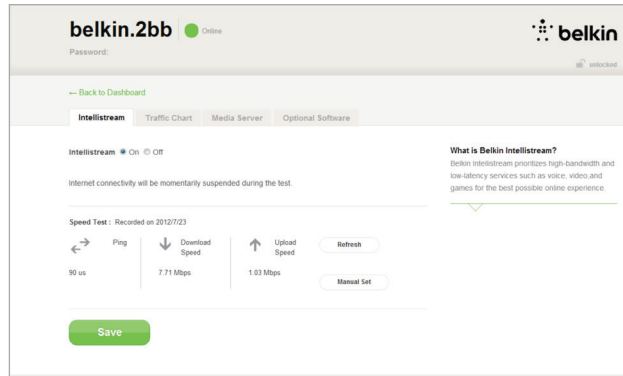 belkin.2bb Online
Password:
belkin
unlocked
← Back to Dashboard
Intellistream Traffic Chart Media Server Optional Software
Intellistream On Off
Internet connectivity will be momentarily suspended during the test.
Speed Test : Recorded on 2012/7/23
Ping
Download Speed
Upload Speed
Refresh
90 us
7.71 Mbps
1.03 Mbps
Manual Set
Save
What is Belkin Intellistream?
Belkin Intellistream prioritizes high-bandwidth and
low-latency services such as voice, video,and
games for the best possible online experience.